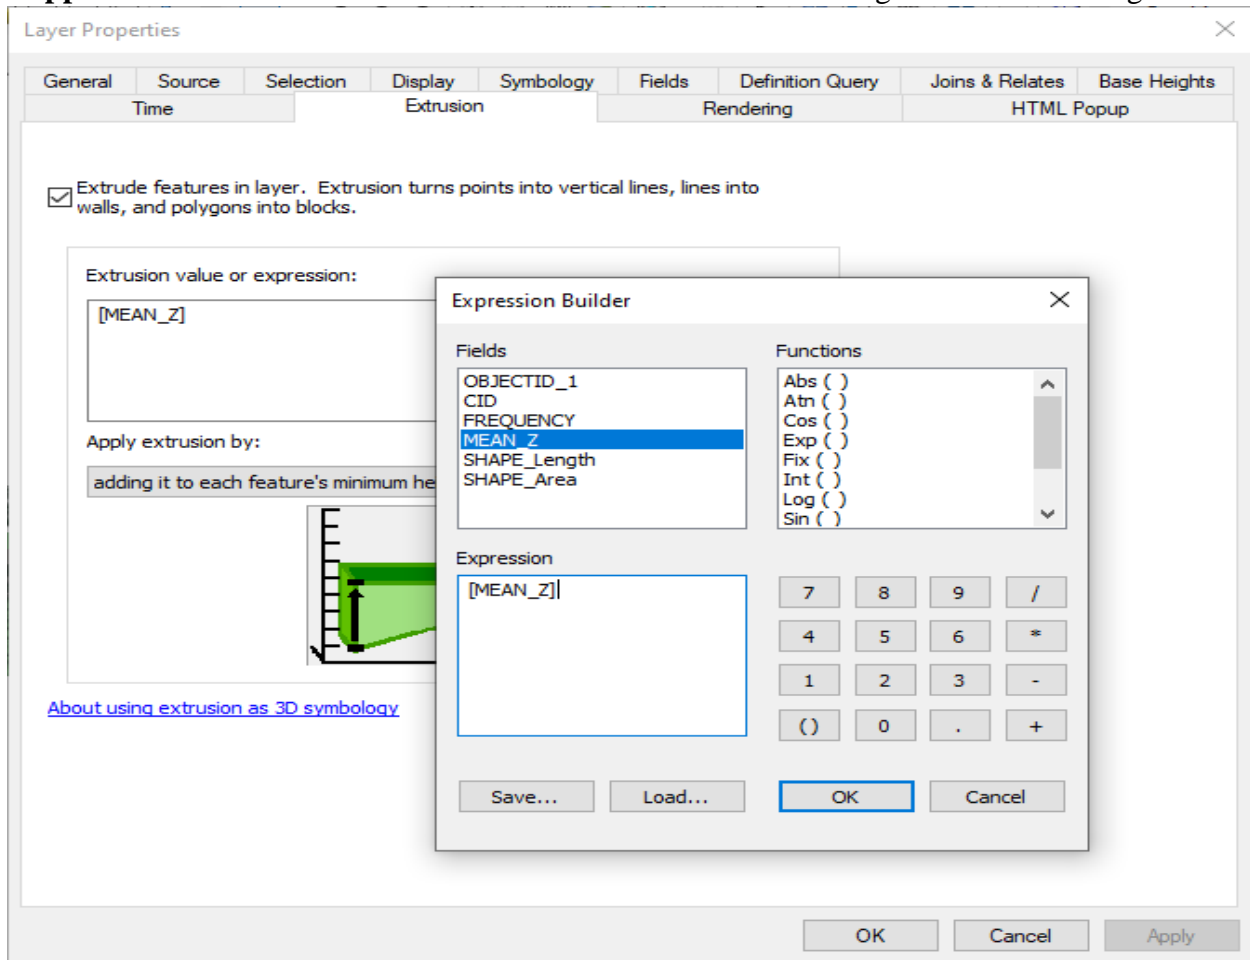 Layer Properties
General Source Selection Display Symbology Fields Definition Query Joins & Relates Base Heights
Time Extrusion Rendering HTML Popup
Extrude features in layer. Extrusion turns points into vertical lines, lines into
walls, and polygons into blocks.
Extrusion value or expression:
[MEAN_Z]
Apply extrusion by:
adding it to each feature's minimum he
About using extrusion as 3D symbology
Expression Builder
Fields
OBJECTID_1
CID
FREQUENCY
MEAN_Z
SHAPE_Length
SHAPE_Area
Functions
Abs ( )
Atn ( )
Cos ( )
Exp ( )
Fix ( )
Int ( )
Log ( )
Sin ( )
Expression
[MEAN_Z]
7 8 9 /
4 5 6 *
1 2 3 -
() 0 . +
Save... Load... OK Cancel
OK Cancel Apply